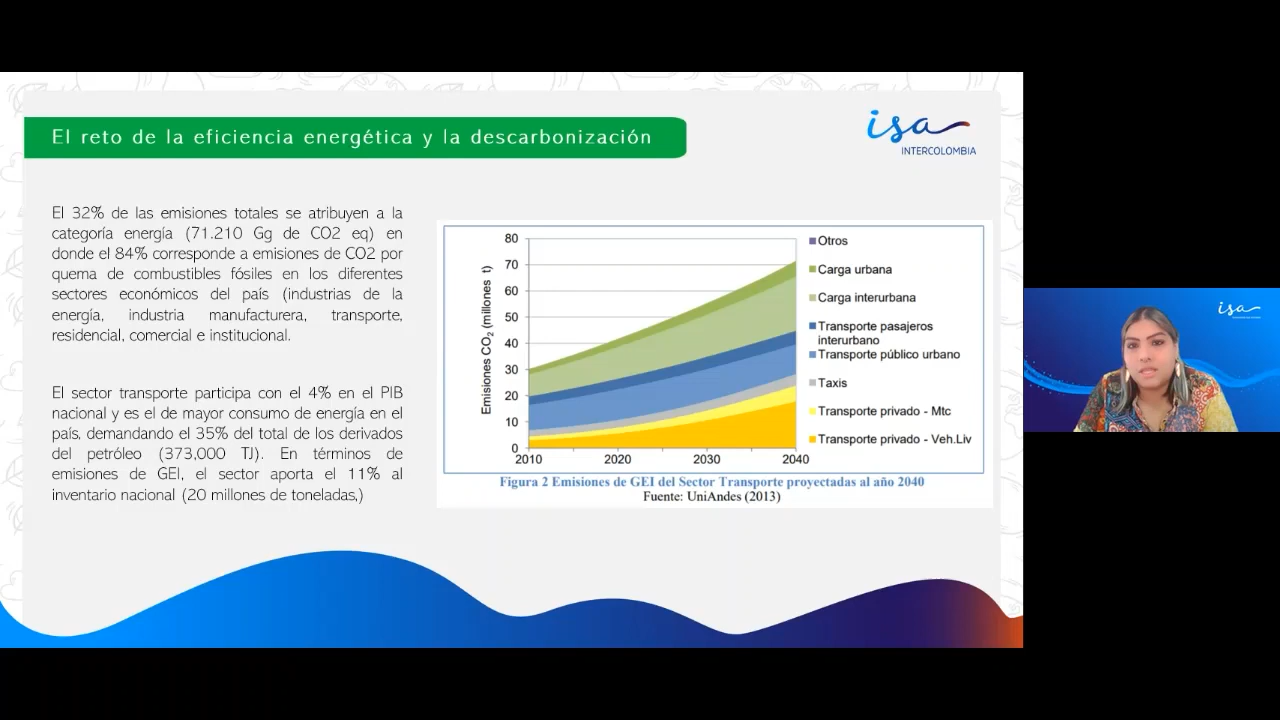 El reto de la eficiencia energética y la descarbonización
isa
INTERCOLOMBIA
El 32% de las emisiones totales se atribuyen a la
categoría energía (71.210 Gg de CO2 eq) en
donde el 84% corresponde a emisiones de CO2 por
quema de combustibles fósiles en los diferentes
sectores económicos del país (industrias de la
energía, industria manufacturera, transporte,
residencial, comercial e institucional.
El sector transporte participa con el 4% en el PIB
nacional y es el de mayor consumo de energía en el
país, demandando el 35% del total de los derivados
del petróleo (373,000 TJ). En términos de
emisiones de GEI, el sector aporta el 11% al
inventario nacional (20 millones de toneladas,)
Emisiones CO2 (millones t)
80
70
60
50
40
30
20
10
0
2010
2020
2030
2040
Otros
Carga urbana
Carga interurbana
Transporte pasajeros
interurbano
Transporte público urbano
Taxis
Transporte privado - Mtc
Transporte privado - Veh.Liv
Figura 2 Emisiones de GEI del Sector Transporte proyectadas al año 2040
Fuente: UniAndes (2013)
isa